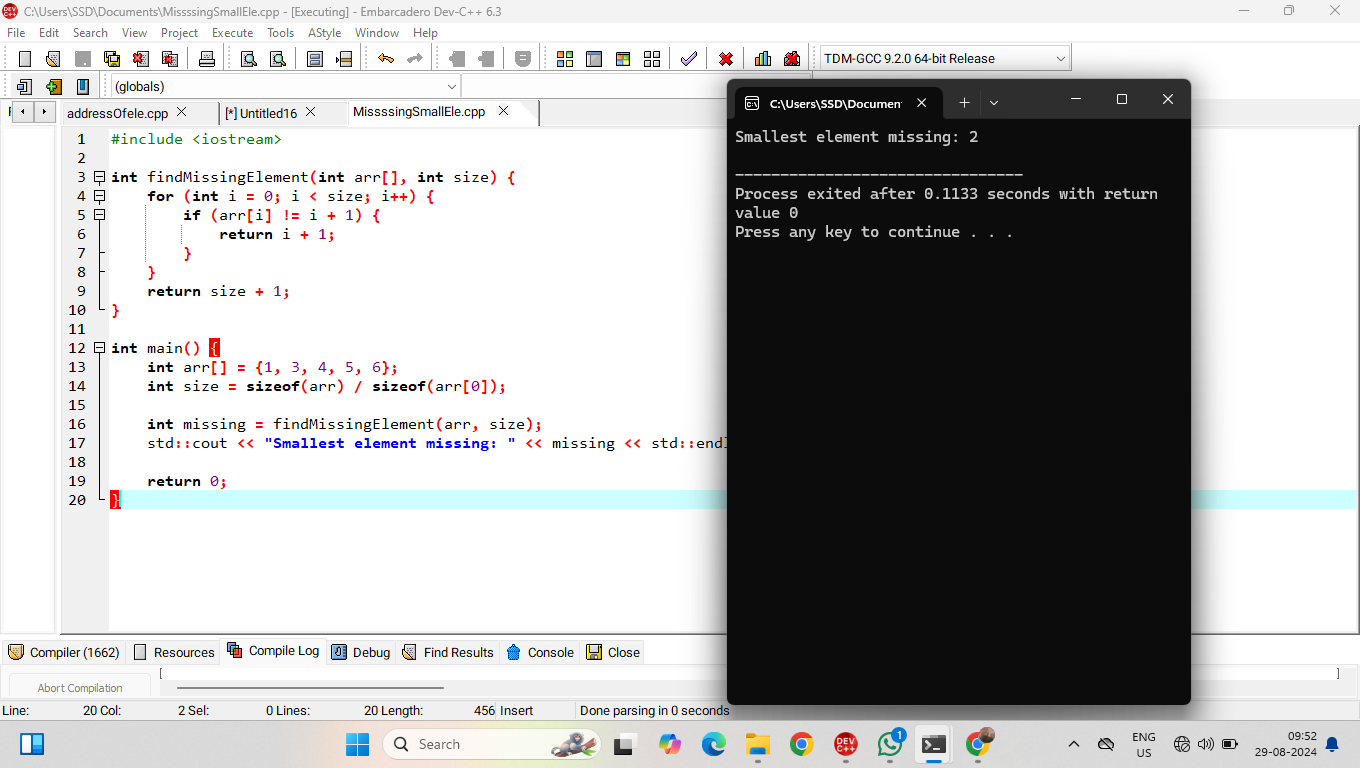 C:\Users\SSD\Documents\MissssingSmallEle.cpp - [Executing] - Embarcadero Dev-C++ 6.3
File Edit Search View Project Execute Tools AStyle Window Help
TDM-GCC 9.2.0 64-bit Release
(globals)
addressOfele.cpp [*] Untitled16 MissssingSmallEle.cpp
1 #include <iostream>
2
3 int findMissingElement(int arr[], int size) {
4 for (int i = 0; i < size; i++) {
5 if (arr[i] != i + 1) {
6 return i + 1;
7 }
8 }
9 return size + 1;
10 }
11
12 int main() {
13 int arr[] = {1, 3, 4, 5, 6};
14 int size = sizeof(arr) / sizeof(arr[0]);
15
16 int missing = findMissingElement(arr, size);
17 std::cout << "Smallest element missing: " << missing << std::endl
18
19 return 0;
20 }
C:\Users\SSD\Document
Smallest element missing: 2
--------------------------------
Process exited after 0.1133 seconds with return
value 0
Press any key to continue . . .
Compiler (1662) Resources Compile Log Debug Find Results Console Close
Abort Compilation
Line: 20 Col: 2 Sel: 0 Lines: 20 Length: 456 Insert Done parsing in 0 seconds
Search
DEV C++
1
ENG
US
09:52
29-08-2024